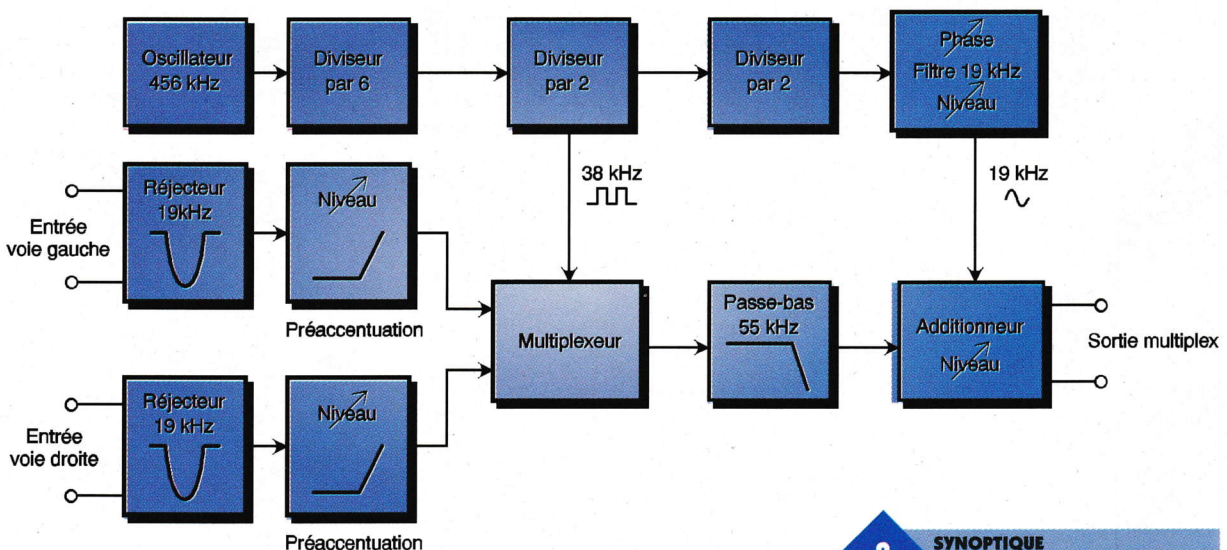 Oscillateur
456 kHz
Diviseur
par 6
Diviseur
par 2
Diviseur
par 2
Phase
Filtre 19 kHz
Niveau
38 kHz
19 kHz
Entrée
voie gauche
Réjecteur
19kHz
Niveau
Préaccentuation
Multiplexeur
Passe-bas
55 kHz
Additionneur
Niveau
Sortie multiplex
Entrée
voie droite
Réjecteur
19 kHz
Niveau
Préaccentuation
SYNOPTIQUE